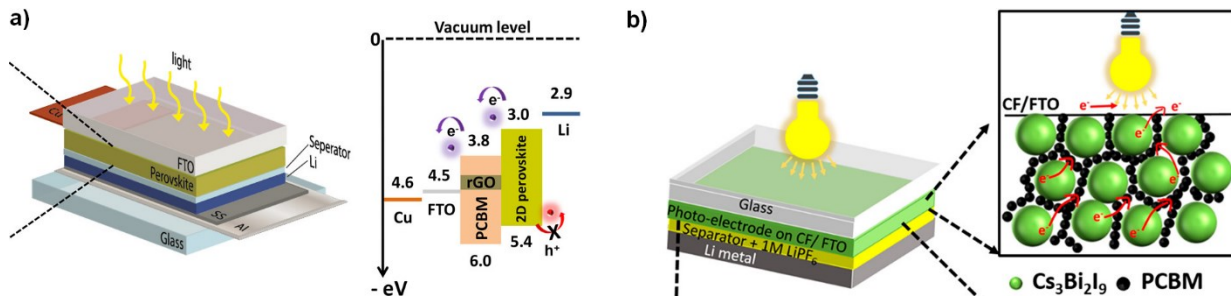 a)
light
Cu
FTO
Perovskite
Seperator
Li
SS
Al
Glass
Vacuum level
0
- eV
4.6
Cu
4.5
FTO
e-
3.8
rGO
PCBM
6.0
e-
3.0
2D perovskite
5.4
2.9
Li
X
h+
b)
Glass
Photo-electrode on CF/ FTO
Separator + 1M LiPF6
Li metal
CF/FTO
e-
e-
e-
e-
e-
e-
e-
e-
Cs3Bi2I9
PCBM